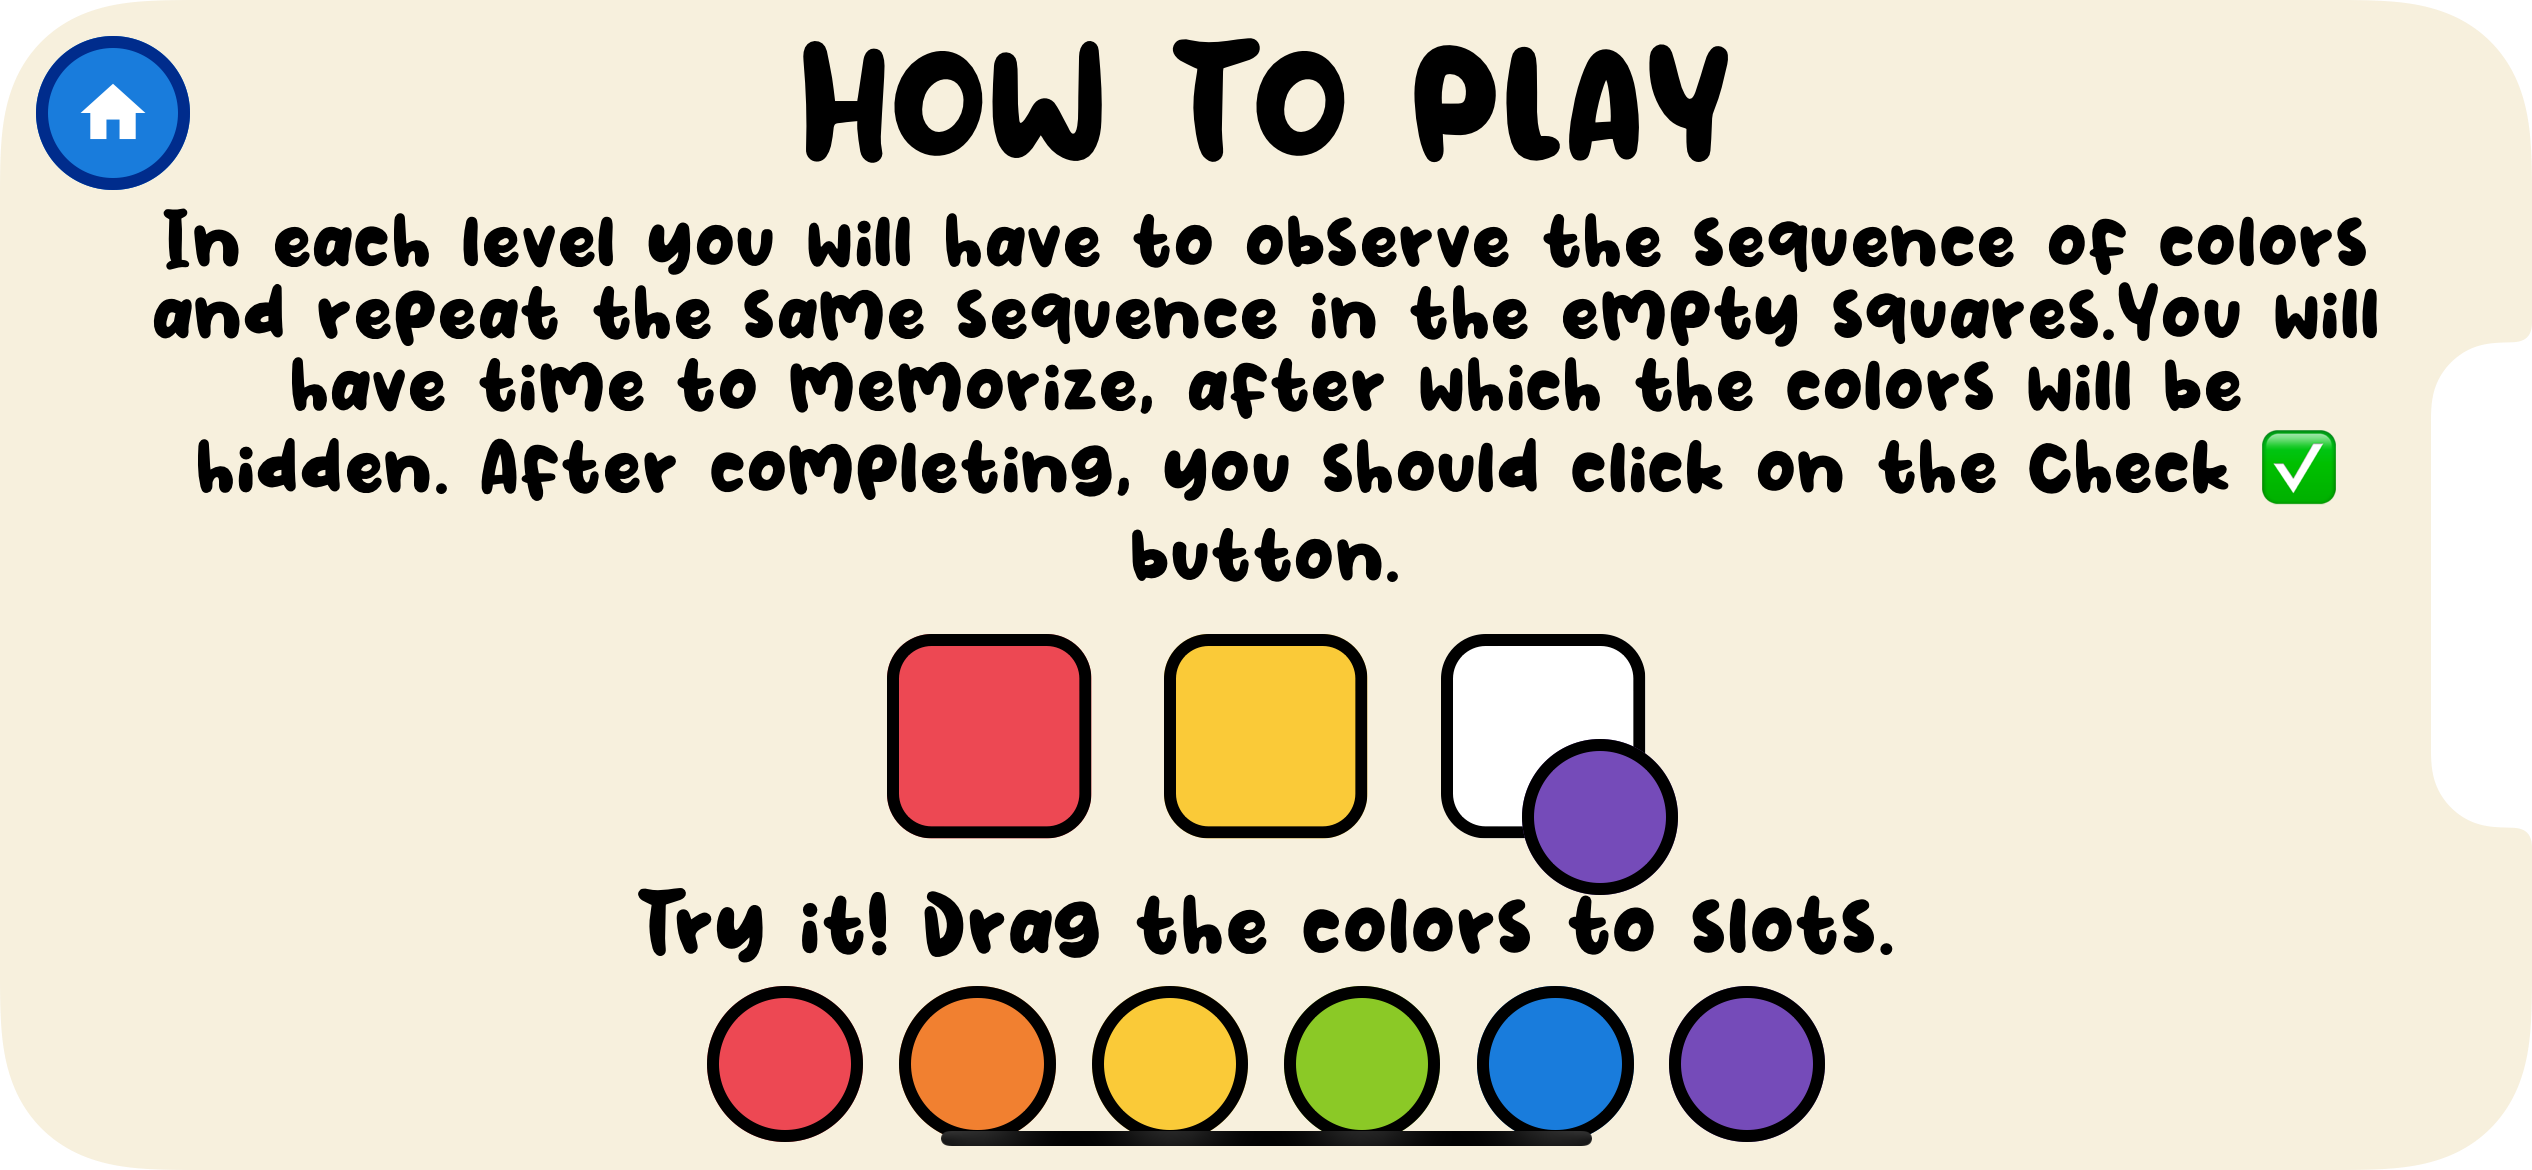 HOW TO PLAY
In each level you will have to observe the sequence of colors
and repeat the same sequence in the empty squares.You will
have time to memorize, after which the colors will be
hidden. After completing, you should click on the Check ✅
button.
Try it! Drag the colors to slots.